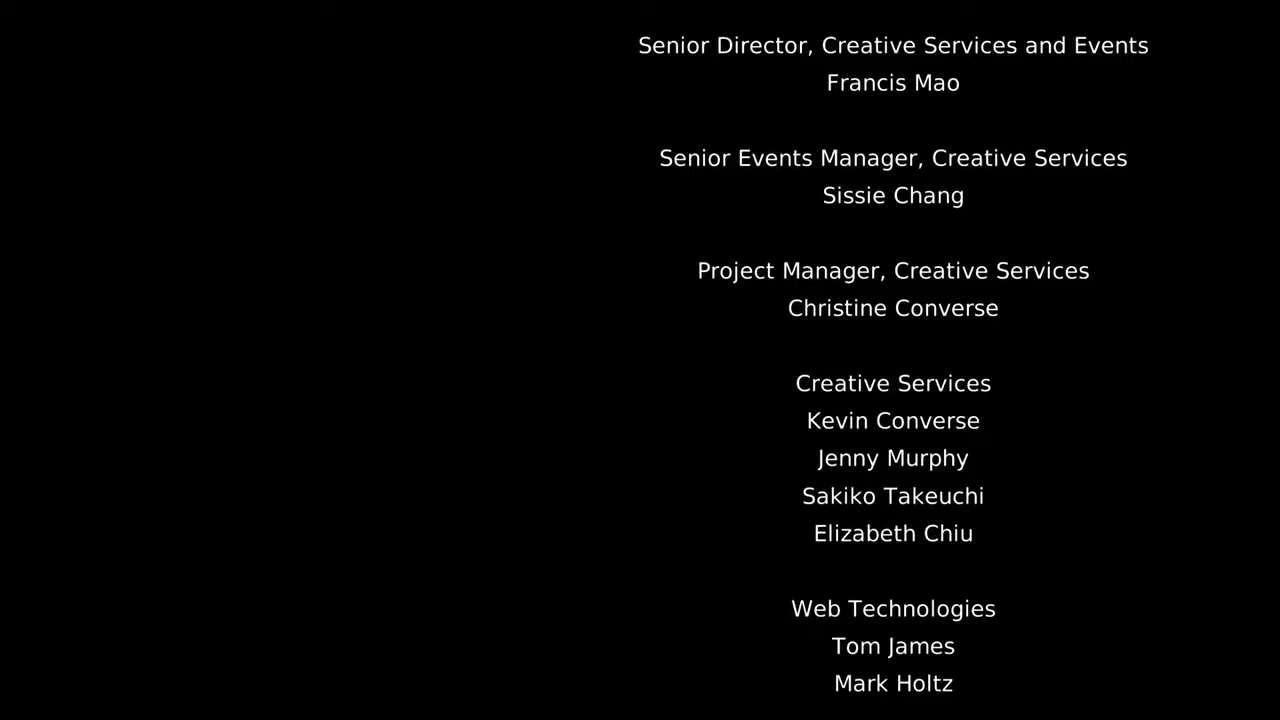 Senior Director, Creative Services and Events
Francis Mao
Senior Events Manager, Creative Services
Sissie Chang
Project Manager, Creative Services
Christine Converse
Creative Services
Kevin Converse
Jenny Murphy
Sakiko Takeuchi
Elizabeth Chiu
Web Technologies
Tom James
Mark Holtz